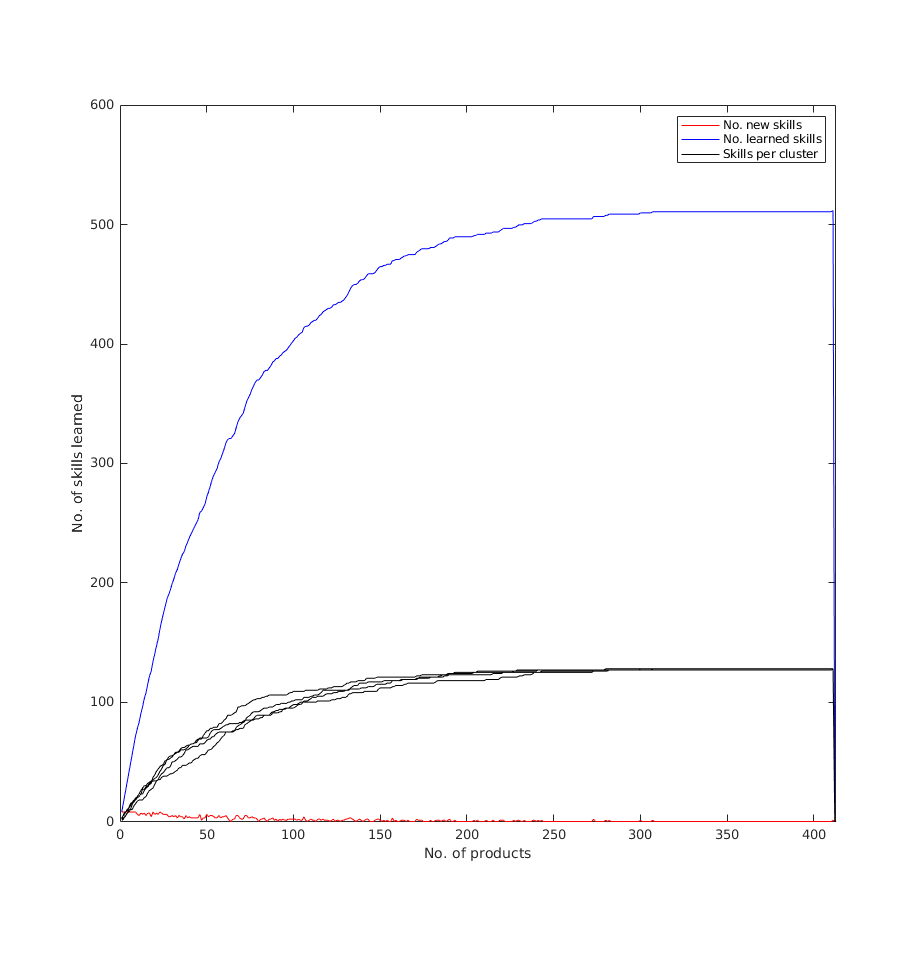 600
500
400
300
200
100
0
No. of skills learned
No. new skills
No. learned skills
Skills per cluster
0 50 100 150 200 250 300 350 400
No. of products